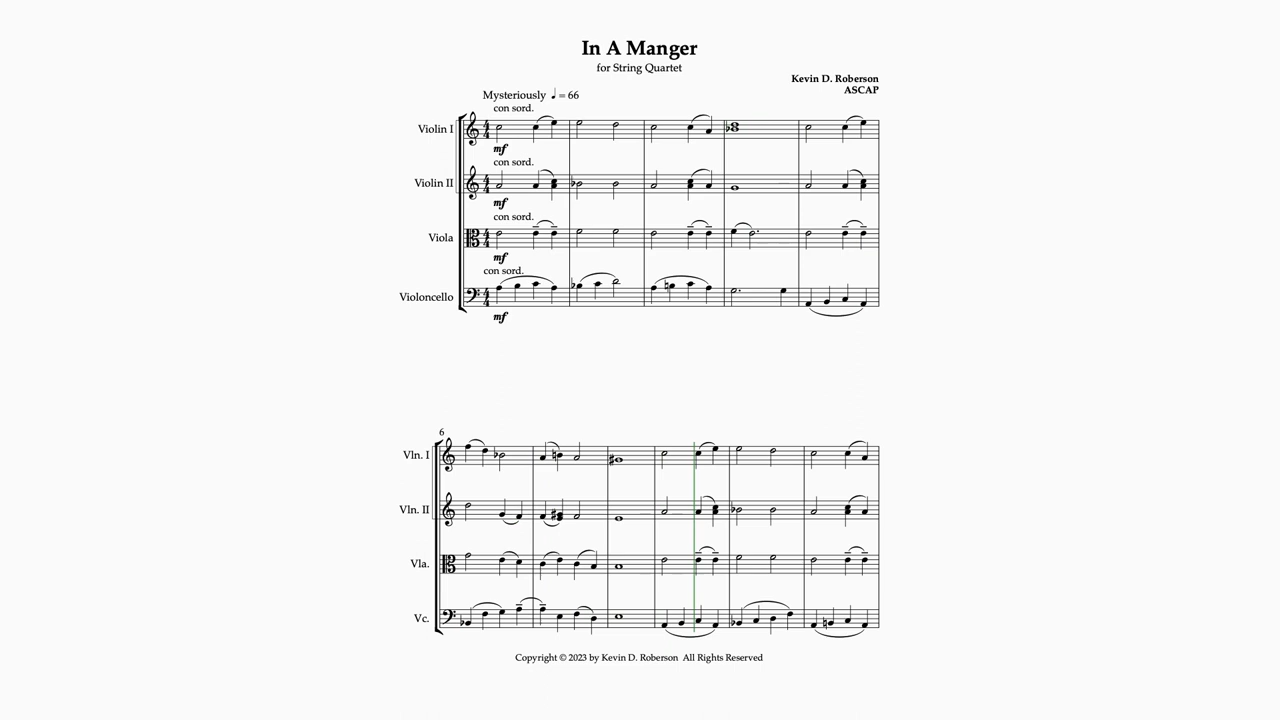 In A Manger
for String Quartet
Kevin D. Roberson
ASCAP
Mysteriously ♩ = 66
con sord.
Violin I
mf
con sord.
Violin II
mf
con sord.
Viola
mf
con sord.
Violoncello
mf
6
Vln. I
Vln. II
Vla.
Vc.
Copyright © 2023 by Kevin D. Roberson All Rights Reserved